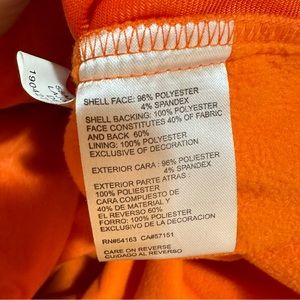 SHELL FACE: 96% POLYESTER
4% SPANDEX
SHELL BACKING: 100% POLYESTER
FACE CONSTITUTES 40% OF FABRIC
AND BACK 60%
LINING: 100% POLYESTER
EXCLUSIVE OF DECORATION
EXTERIOR CARA : 96% POLYESTER
4% SPANDEX
EXTERIOR PARTE ATRAS
: 100% POLYESTER
CARA COMPUESTO DE
40% DE MATERIAL Y
EL REVERSO 60%
FORRO: 100% POLYESTER
EXCLUSIVO DE LA DECORACION
RN#54163 CA#57151
CARE ON REVERSE
CUIDADO AL REVERSO